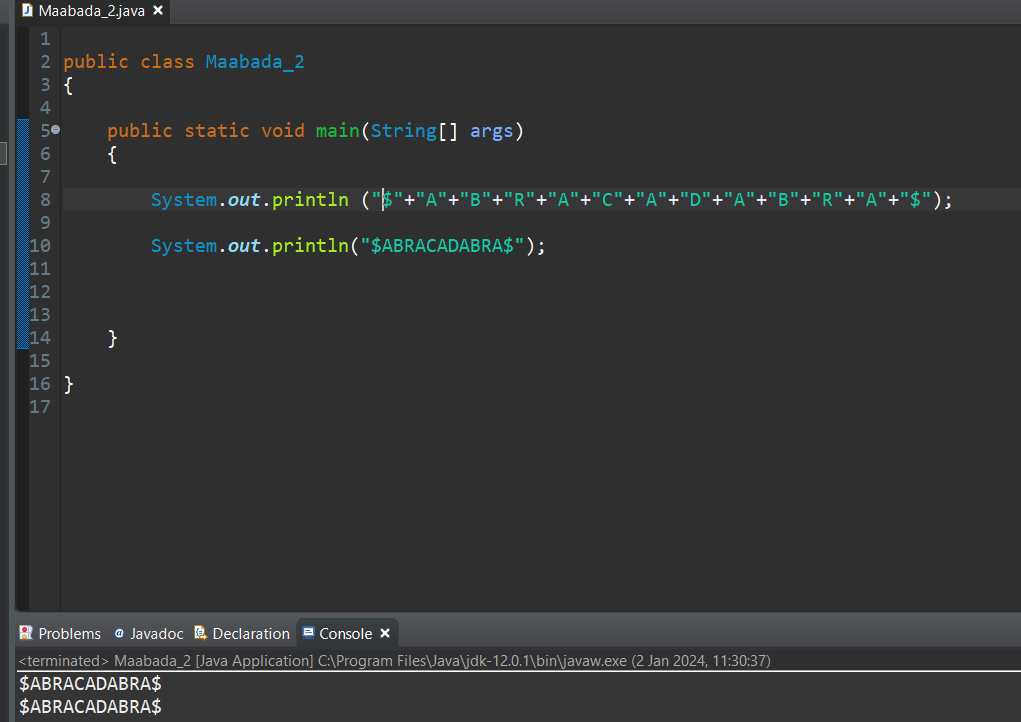 Maabada_2.java
1
2 public class Maabada_2
3 {
4
5 public static void main(String[] args)
6 {
7
8 System.out.println ("$"+"A"+"B"+"R"+"A"+"C"+"A"+"D"+"A"+"B"+"R"+"A"+"$");
9
10 System.out.println("$ABRACADABRA$");
11
12
13
14 }
15
16 }
17
Problems @ Javadoc Declaration Console
<terminated> Maabada_2 [Java Application] C:\Program Files\Java\jdk-12.0.1\bin\javaw.exe (2 Jan 2024, 11:30:37)
$ABRACADABRA$
$ABRACADABRA$